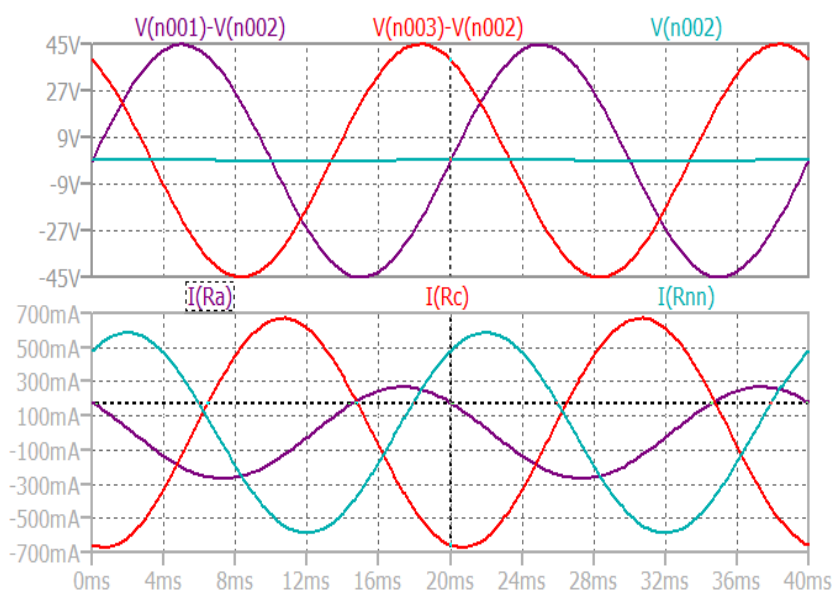 V(n001)-V(n002) V(n003)-V(n002) V(n002)
45V
27V
9V
-9V
-27V
-45V
I(Ra) I(Rc) I(Rnn)
700mA
500mA
300mA
100mA
-100mA
-300mA
-500mA
-700mA
0ms 4ms 8ms 12ms 16ms 20ms 24ms 28ms 32ms 36ms 40ms